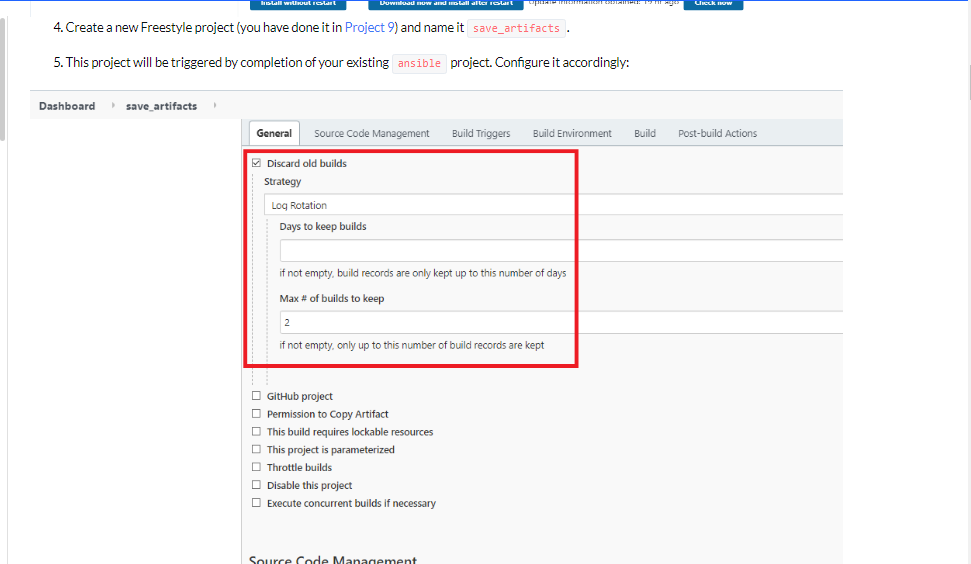 Install without restart Download now and install after restart Update information obtained: 19 hr ago Check now
4. Create a new Freestyle project (you have done it in Project 9) and name it save_artifacts .
5. This project will be triggered by completion of your existing ansible project. Configure it accordingly:
Dashboard save_artifacts
General Source Code Management Build Triggers Build Environment Build Post-build Actions
Discard old builds
Strategy
Log Rotation
Days to keep builds
if not empty, build records are only kept up to this number of days
Max # of builds to keep
2
if not empty, only up to this number of build records are kept
GitHub project
Permission to Copy Artifact
This build requires lockable resources
This project is parameterized
Throttle builds
Disable this project
Execute concurrent builds if necessary
Source Code Management